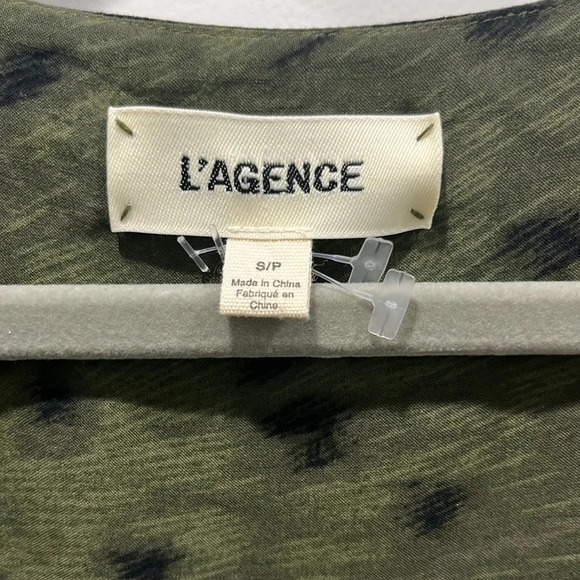 L'AGENCE
S/P
Made in China
Fabriqué en
Chine